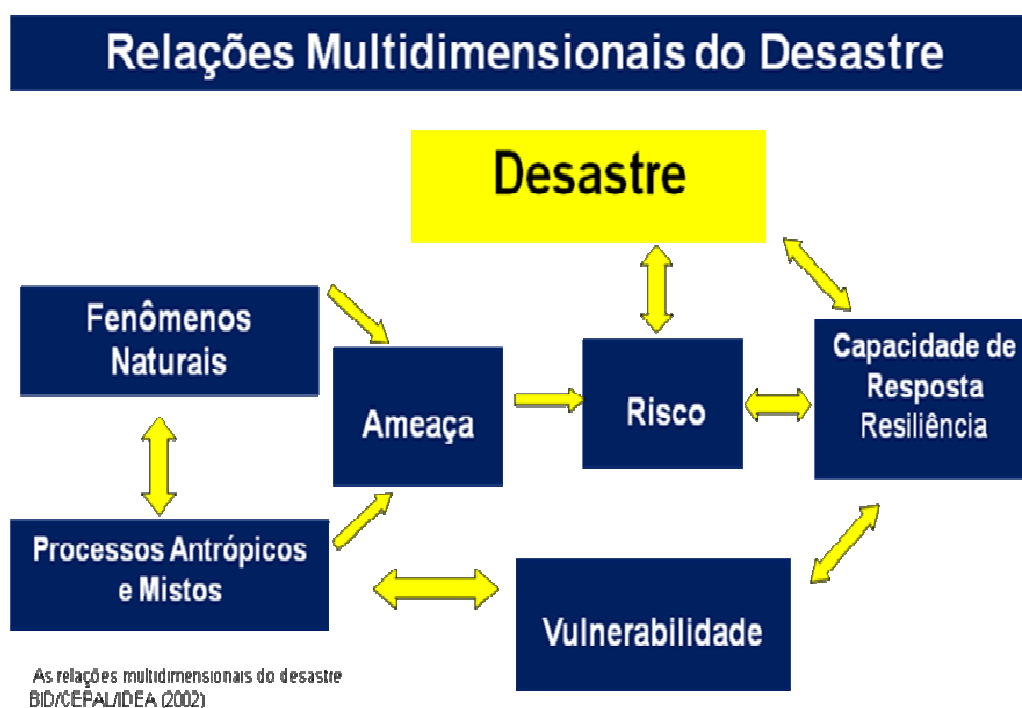 Relações Multidimensionais do Desastre
Desastre
Fenômenos
Naturais
Ameaça
Risco
Capacidade de
Resposta
Resiliência
Processos Antrópicos
e Mistos
Vulnerabilidade
As relações multidimensionais do desastre
BID/CEPAL/IDEA (2002)